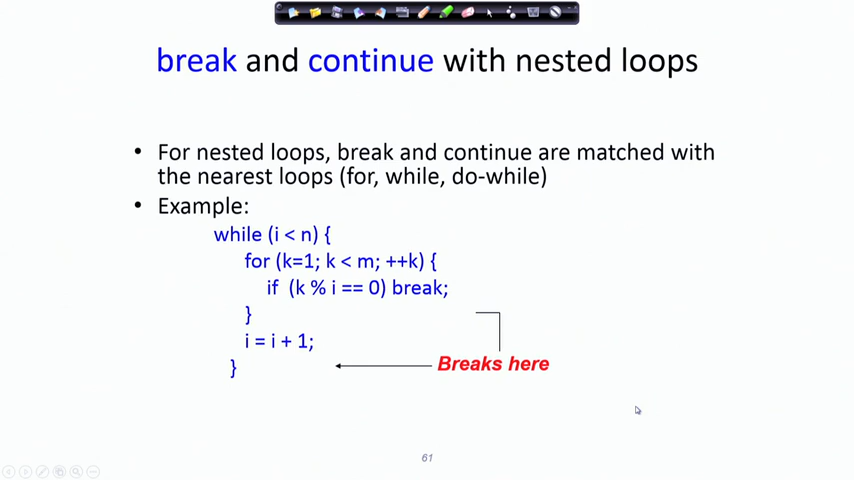 break and continue with nested loops
• For nested loops, break and continue are matched with
the nearest loops (for, while, do-while)
• Example:
while (i < n) {
for (k=1; k < m; ++k) {
if (k % i == 0) break;
}
i = i + 1;
}
Breaks here
61